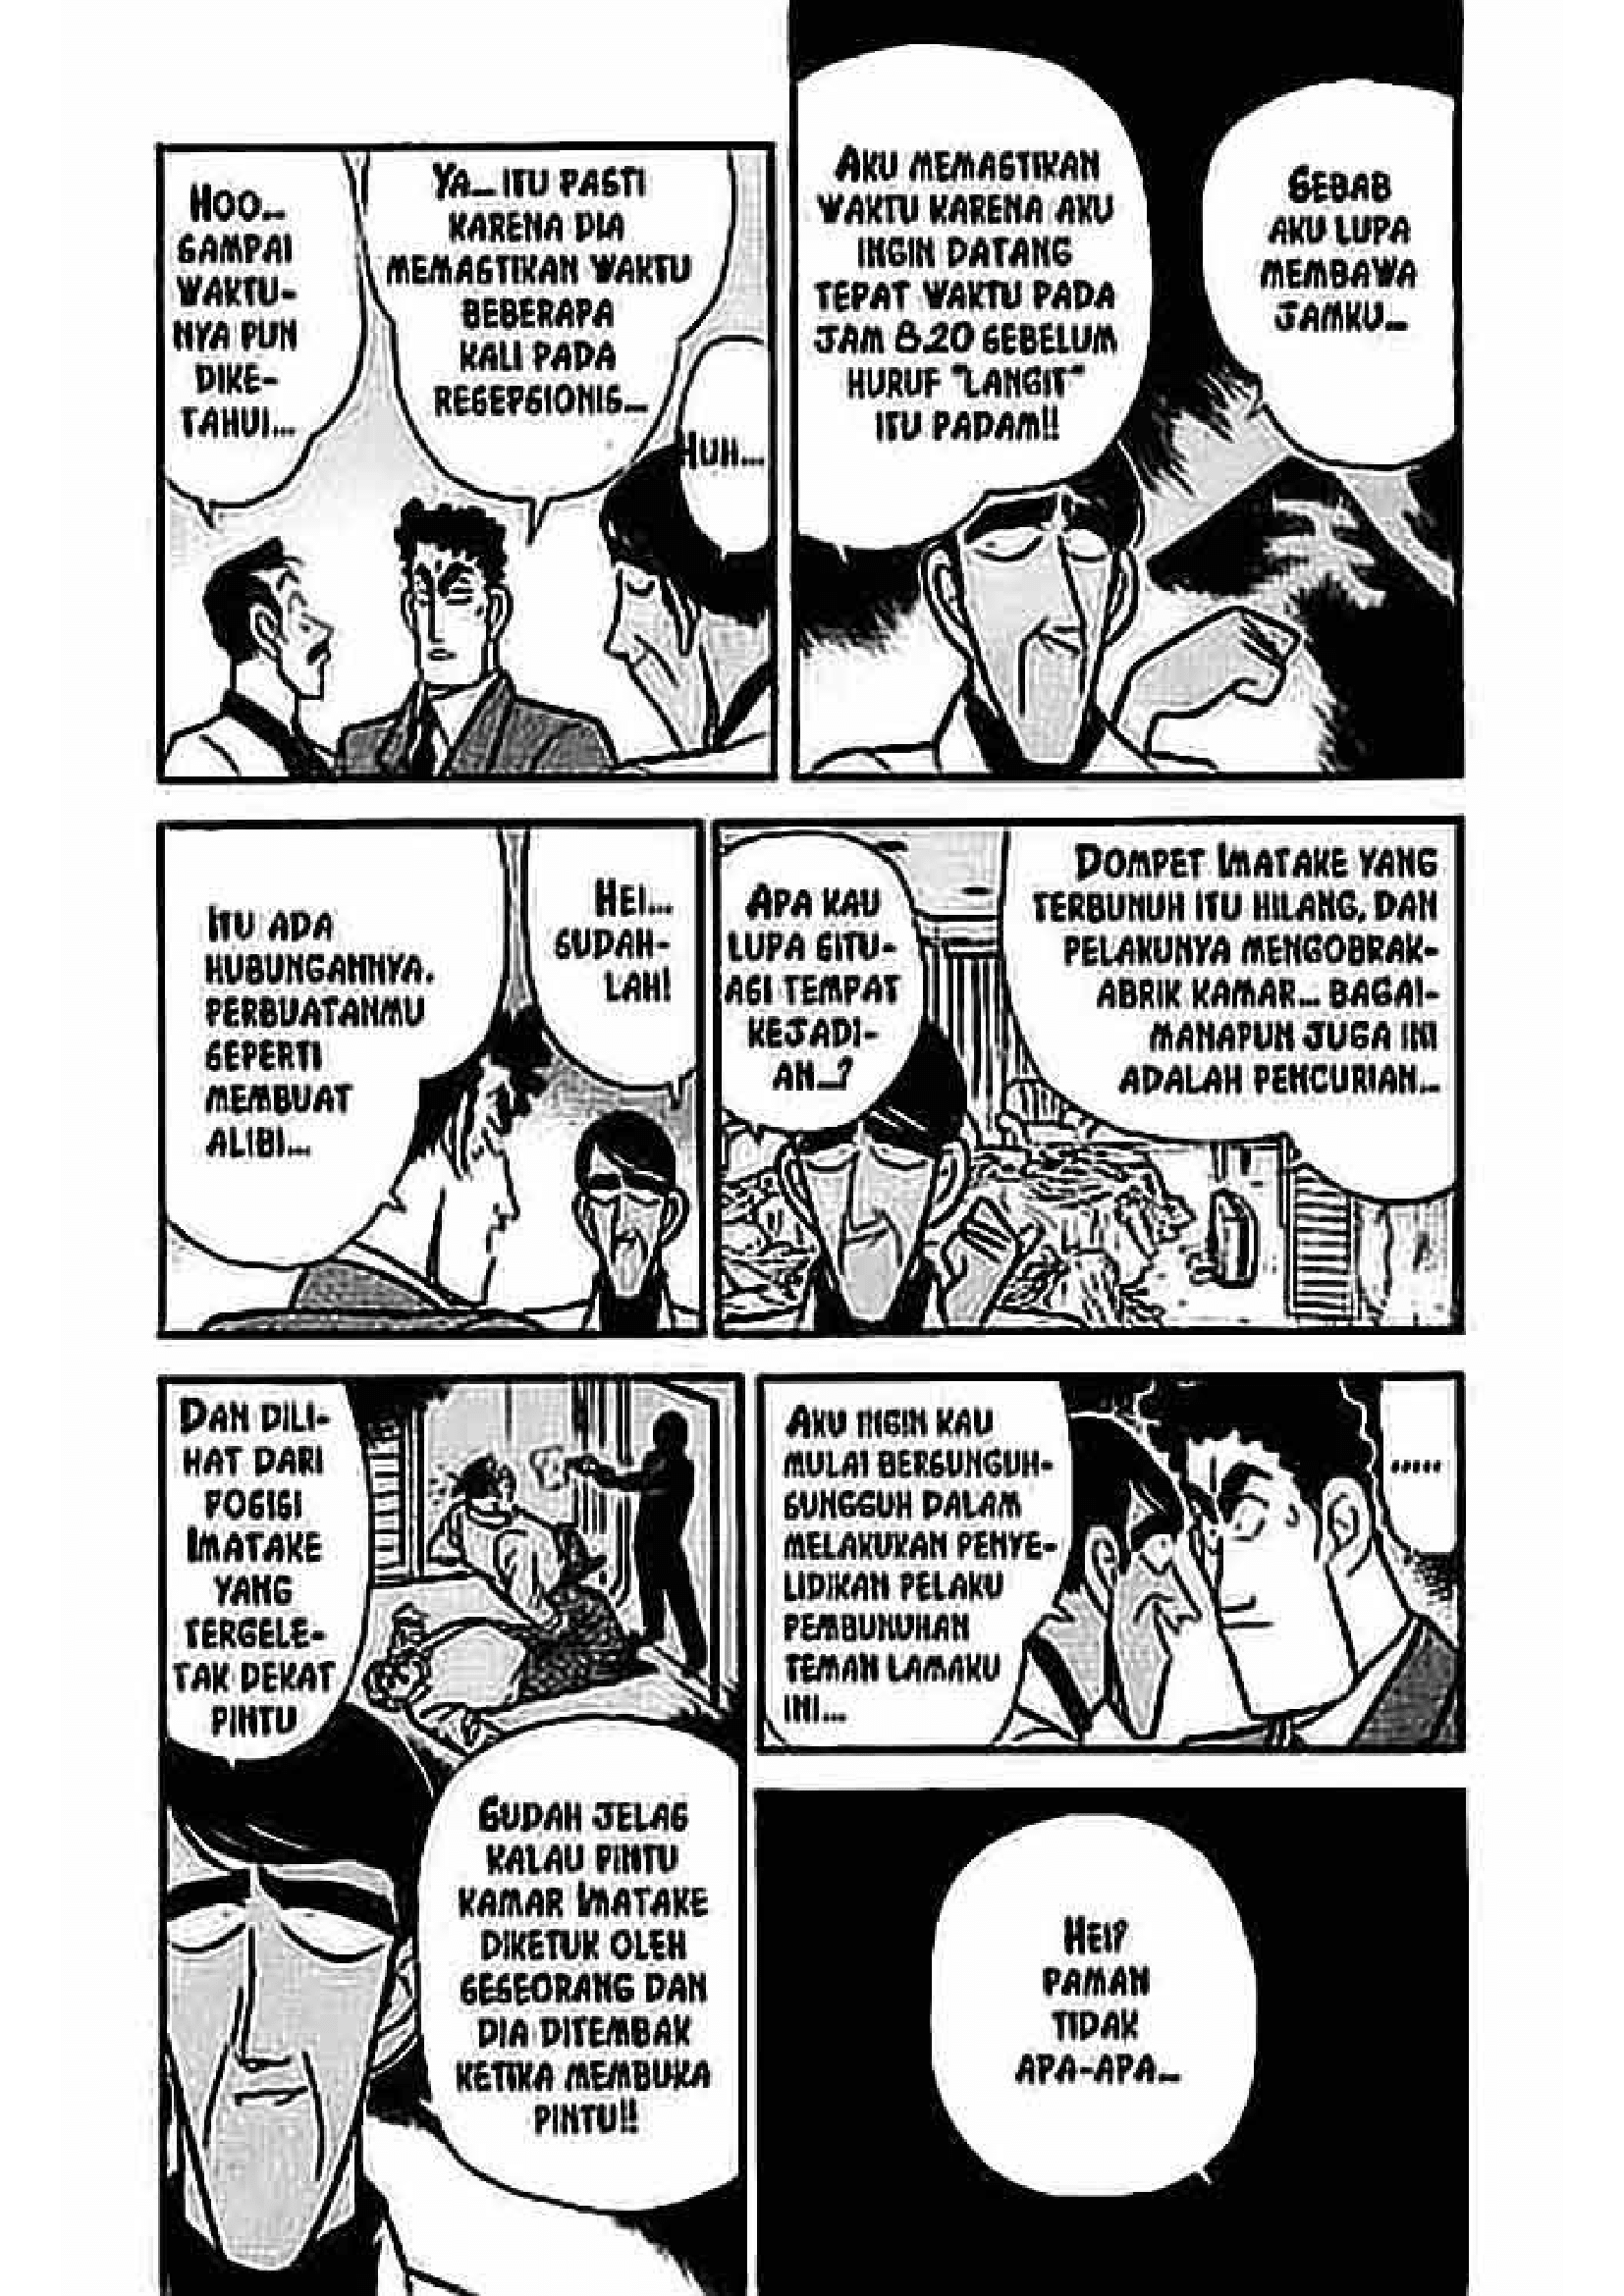 SEBAB
AKU LUPA
MEMBAWA
JAMKU...
AKU MEMASTIKAN
WAKTU KARENA AKU
INGIN DATANG
TEPAT WAKTU PADA
JAM 8.20 SEBELUM
HURUF "LANGIT"
ITU PADAM!!
HUH...
YA... ITU PASTI
KARENA DIA
MEMASTIKAN WAKTU
BEBERAPA
KALI PADA
RESEPSIONIS...
HOO...
SAMPAI
WAKTU-
NYA PUN
DIKE-
TAHUI...
DOMPET IMATAKE YANG
TERBUNUH ITU HILANG, DAN
PELAKUNYA MENGOBRAK-
ABRIK KAMAR... BAGAI-
MANAPUN JUGA INI
ADALAH PENCURIAN...
APA KAU
LUPA SITU-
ASI TEMPAT
KEJADI-
AN...?
HEI...
SUDAH-
LAH!
ITU ADA
HUBUNGANNYA.
PERBUATANMU
SEPERTI
MEMBUAT
ALIBI...
.....
AKU INGIN KAU
MULAI BERSUNGUH-
SUNGGUH DALAM
MELAKUKAN PENYE-
LIDIKAN PELAKU
PEMBUNUHAN
TEMAN LAMAKU
INI...
DAN DILI-
HAT DARI
POSISI
IMATAKE
YANG
TERGELE-
TAK DEKAT
PINTU
SUDAH JELAS
KALAU PINTU
KAMAR IMATAKE
DIKETUK OLEH
SESEORANG DAN
DIA DITEMBAK
KETIKA MEMBUKA
PINTU!!
HEI?
PAMAN
TIDAK
APA-APA...